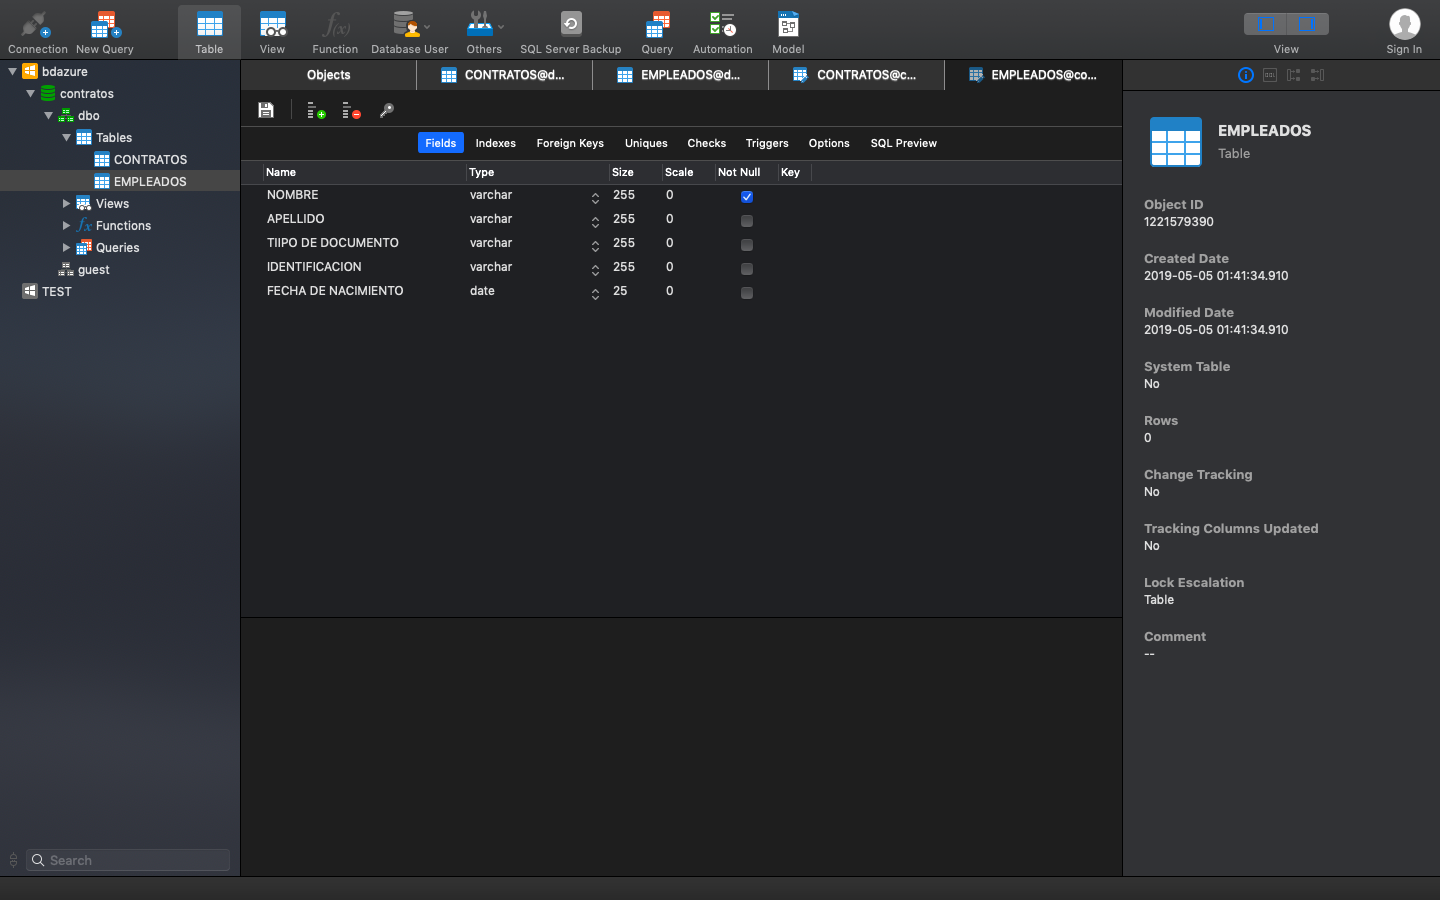 Connection
New Query
Table
View
f(x)
Function
Database User
Others
SQL Server Backup
Query
Automation
Model
View
Sign In
bdazure
contratos
dbo
Tables
CONTRATOS
EMPLEADOS
Views
fx Functions
Queries
guest
TEST
Search
Objects
CONTRATOS@d...
EMPLEADOS@d...
CONTRATOS@c...
EMPLEADOS@co...
Fields Indexes Foreign Keys Uniques Checks Triggers Options SQL Preview
Name Type Size Scale Not Null Key
NOMBRE varchar 255 0
APELLIDO varchar 255 0
TIIPO DE DOCUMENTO varchar 255 0
IDENTIFICACION varchar 255 0
FECHA DE NACIMIENTO date 25 0
EMPLEADOS
Table
Object ID
1221579390
Created Date
2019-05-05 01:41:34.910
Modified Date
2019-05-05 01:41:34.910
System Table
No
Rows
0
Change Tracking
No
Tracking Columns Updated
No
Lock Escalation
Table
Comment
--